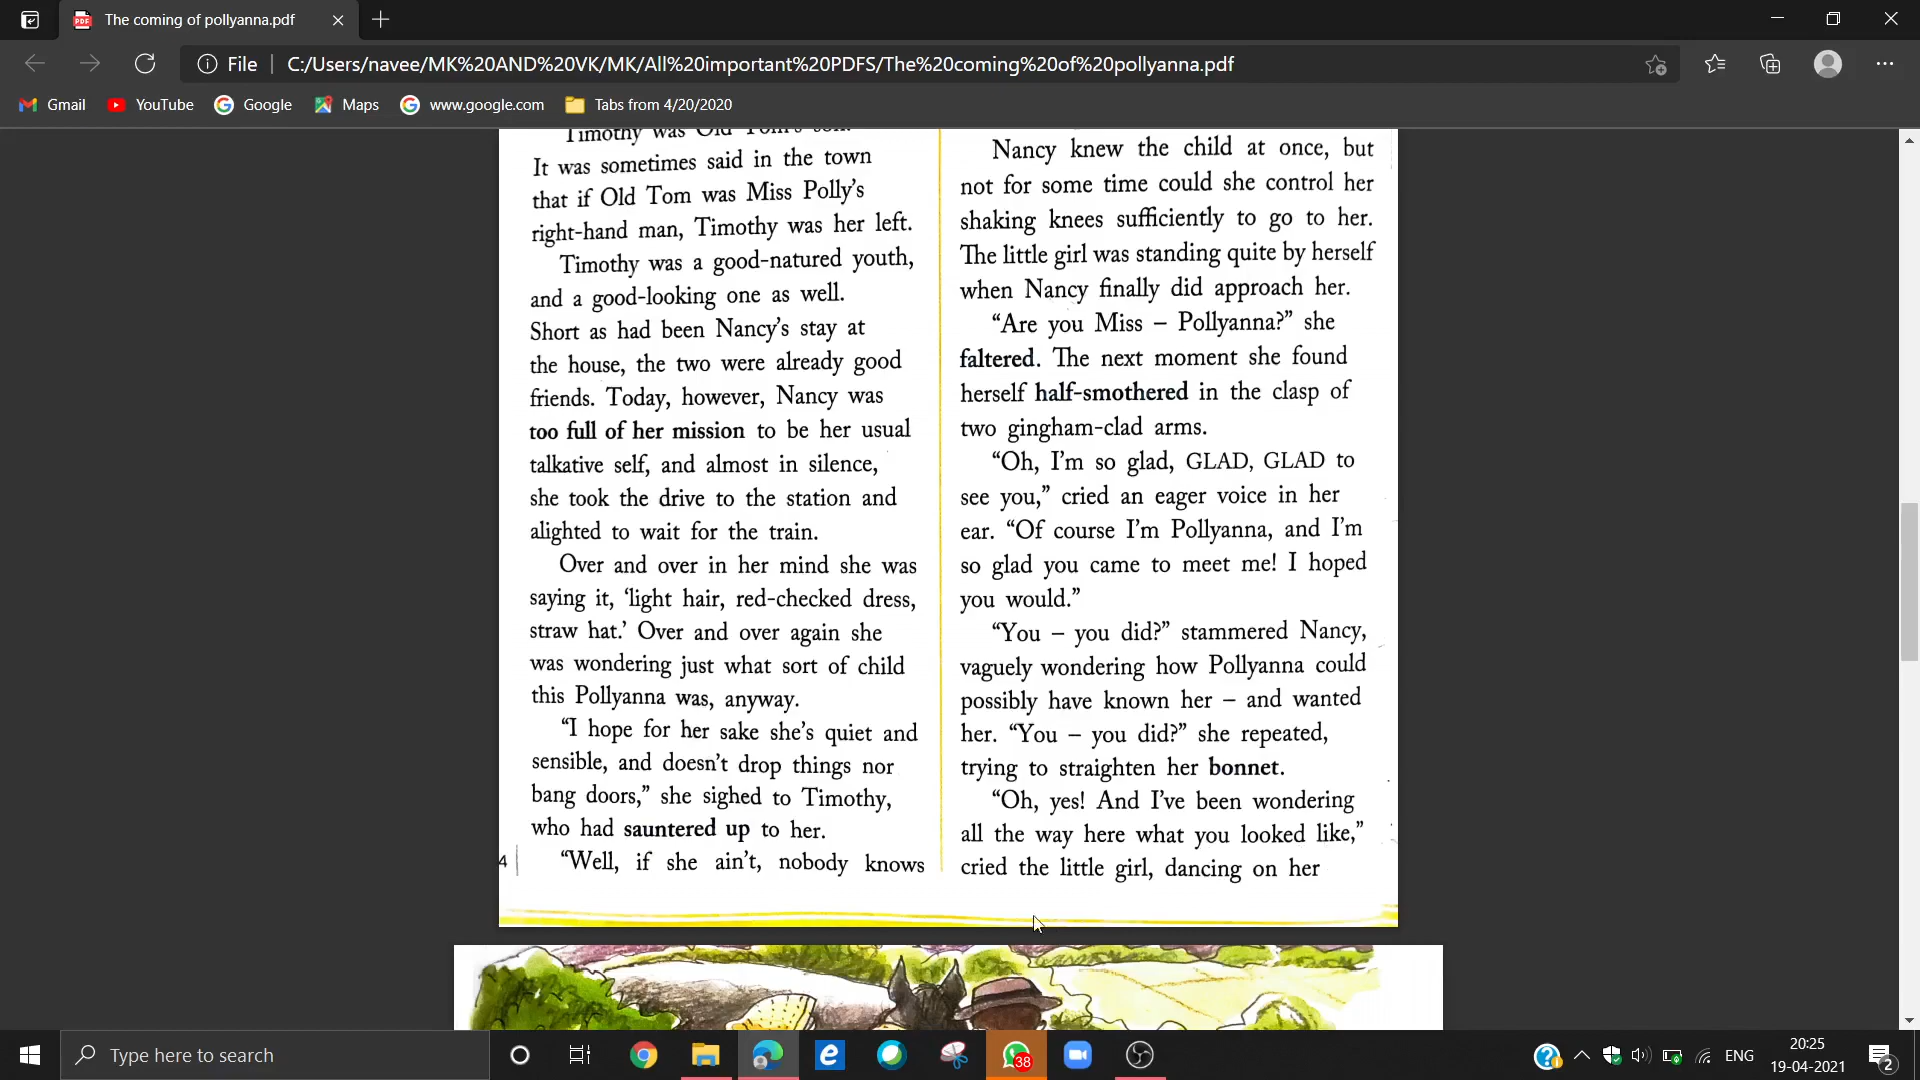 The coming of pollyanna.pdf
File
C:/Users/navee/MK%20AND%20VK/MK/All%20important%20PDFS/The%20coming%20of%20pollyanna.pdf
Gmail YouTube Google Maps www.google.com Tabs from 4/20/2020
Timothy was Old Tom's son.
It was sometimes said in the town
that if Old Tom was Miss Polly's
right-hand man, Timothy was her left.
Timothy was a good-natured youth,
and a good-looking one as well.
Short as had been Nancy's stay at
the house, the two were already good
friends. Today, however, Nancy was
too full of her mission to be her usual
talkative self, and almost in silence,
she took the drive to the station and
alighted to wait for the train.
Over and over in her mind she was
saying it, 'light hair, red-checked dress,
straw hat.' Over and over again she
was wondering just what sort of child
this Pollyanna was, anyway.
"I hope for her sake she's quiet and
sensible, and doesn't drop things nor
bang doors," she sighed to Timothy,
who had sauntered up to her.
"Well, if she ain't, nobody knows
4
Nancy knew the child at once, but
not for some time could she control her
shaking knees sufficiently to go to her.
The little girl was standing quite by herself
when Nancy finally did approach her.
"Are you Miss – Pollyanna?" she
faltered. The next moment she found
herself half-smothered in the clasp of
two gingham-clad arms.
"Oh, I'm so glad, GLAD, GLAD to
see you," cried an eager voice in her
ear. "Of course I'm Pollyanna, and I'm
so glad you came to meet me! I hoped
you would."
"You – you did?" stammered Nancy,
vaguely wondering how Pollyanna could
possibly have known her – and wanted
her. "You – you did?" she repeated,
trying to straighten her bonnet.
"Oh, yes! And I've been wondering
all the way here what you looked like,"
cried the little girl, dancing on her
Type here to search
38
ENG
20:25
19-04-2021
2